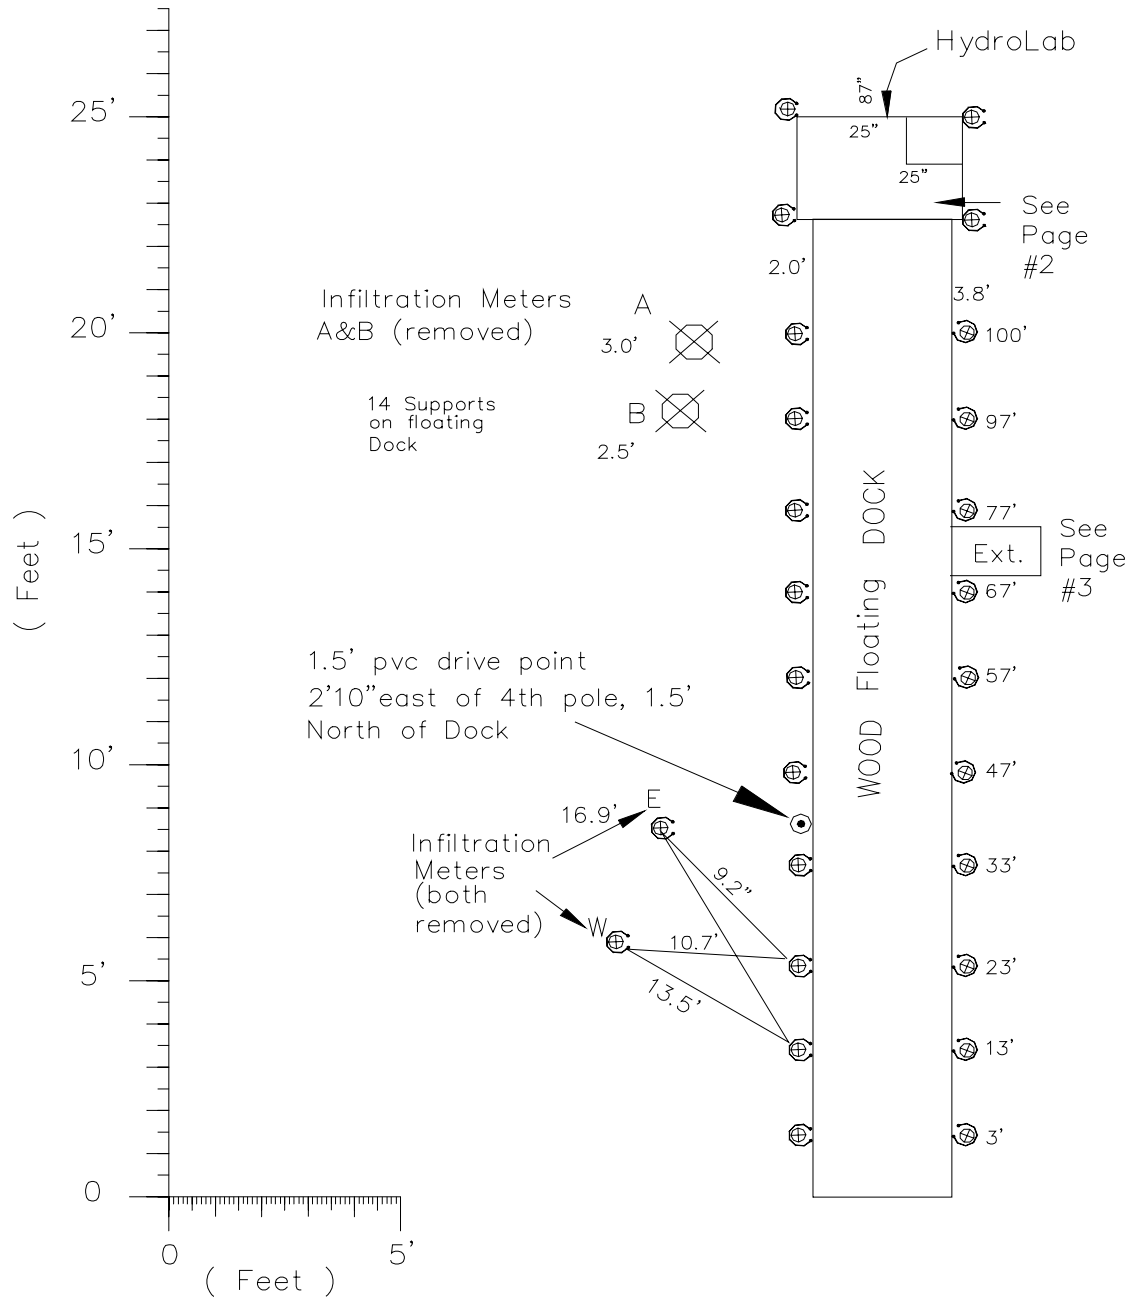 HydroLab
87"
25'
25"
25"
See
Page
#2
2.0'
3.8'
Infiltration Meters
A&B (removed)
A
3.0'
20'
100'
14 Supports
on floating
Dock
B
2.5'
97'
77'
15'
Ext.
See
Page
#3
67'
( Feet )
WOOD Floating DOCK
1.5' pvc drive point
2'10"east of 4th pole, 1.5'
North of Dock
57'
10'
47'
E
16.9'
Infiltration
Meters
(both
removed)
33'
9.2"
W
10.7'
13.5'
5'
23'
13'
3'
0
0
5'
( Feet )